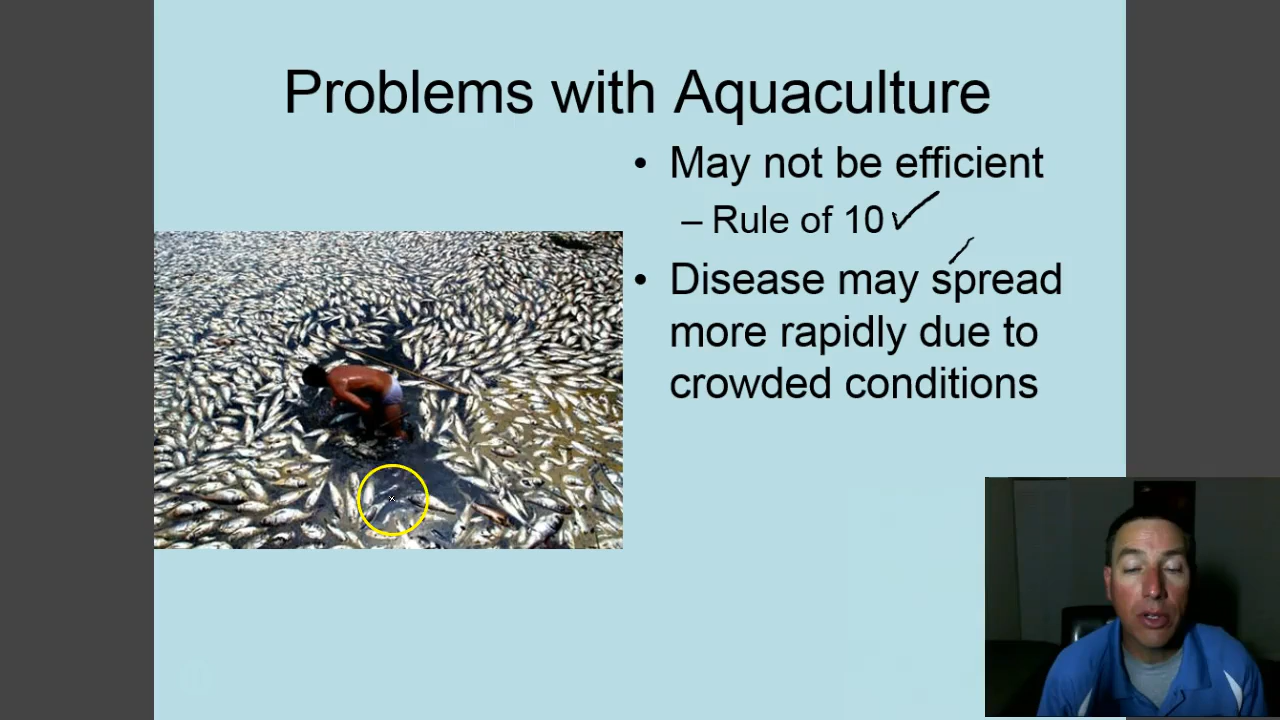 Problems with Aquaculture
• May not be efficient
– Rule of 10
• Disease may spread
more rapidly due to
crowded conditions